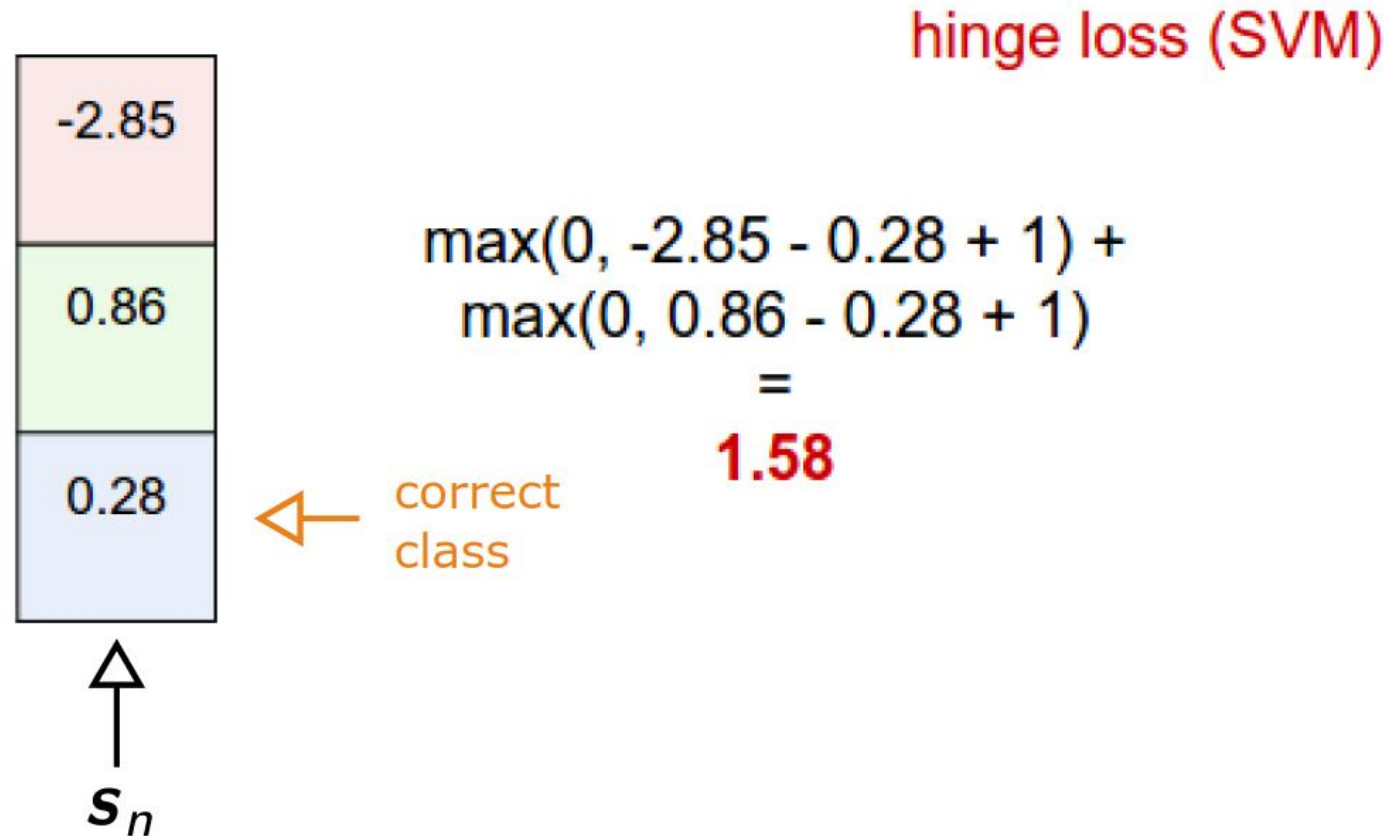 hinge loss (SVM)
-2.85
0.86
0.28
max(0, -2.85 - 0.28 + 1) +
max(0, 0.86 - 0.28 + 1)
=
1.58
correct
class
sn